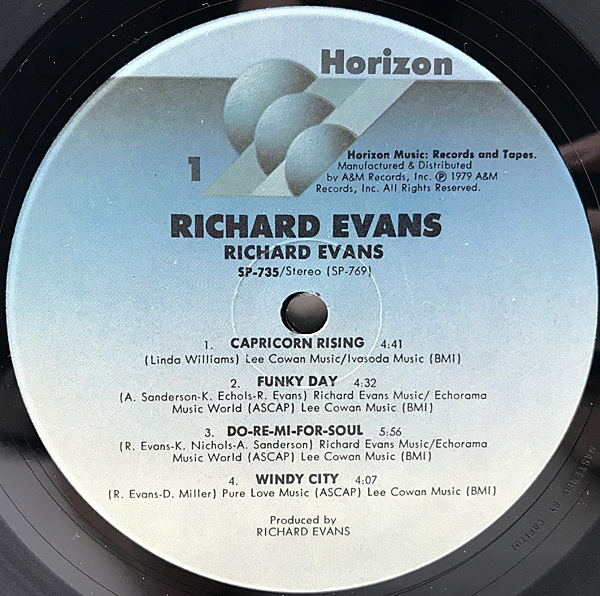 Horizon
1
Horizon Music: Records and Tapes.
Manufactured & Distributed
by A&M Records, Inc. ℗ 1979 A&M
Records, Inc. All Rights Reserved.
RICHARD EVANS
RICHARD EVANS
SP-735/Stereo (SP-769)
1. CAPRICORN RISING 4:41
(Linda Williams) Lee Cowan Music/Ivasoda Music (BMI)
2. FUNKY DAY 4:32
(A. Sanderson-K. Echols-R. Evans) Richard Evans Music/ Echorama
Music World (ASCAP) Lee Cowan Music (BMI)
3. DO-RE-MI-FOR-SOUL 5:56
(R. Evans-K. Nichols-A. Sanderson) Richard Evans Music/Echorama
Music World (ASCAP) Lee Cowan Music (BMI)
4. WINDY CITY 4:07
(R. Evans-D. Miller) Pure Love Music (ASCAP) Lee Cowan Music (BMI)
Produced by
RICHARD EVANS
MASTERED BY CAPITOL